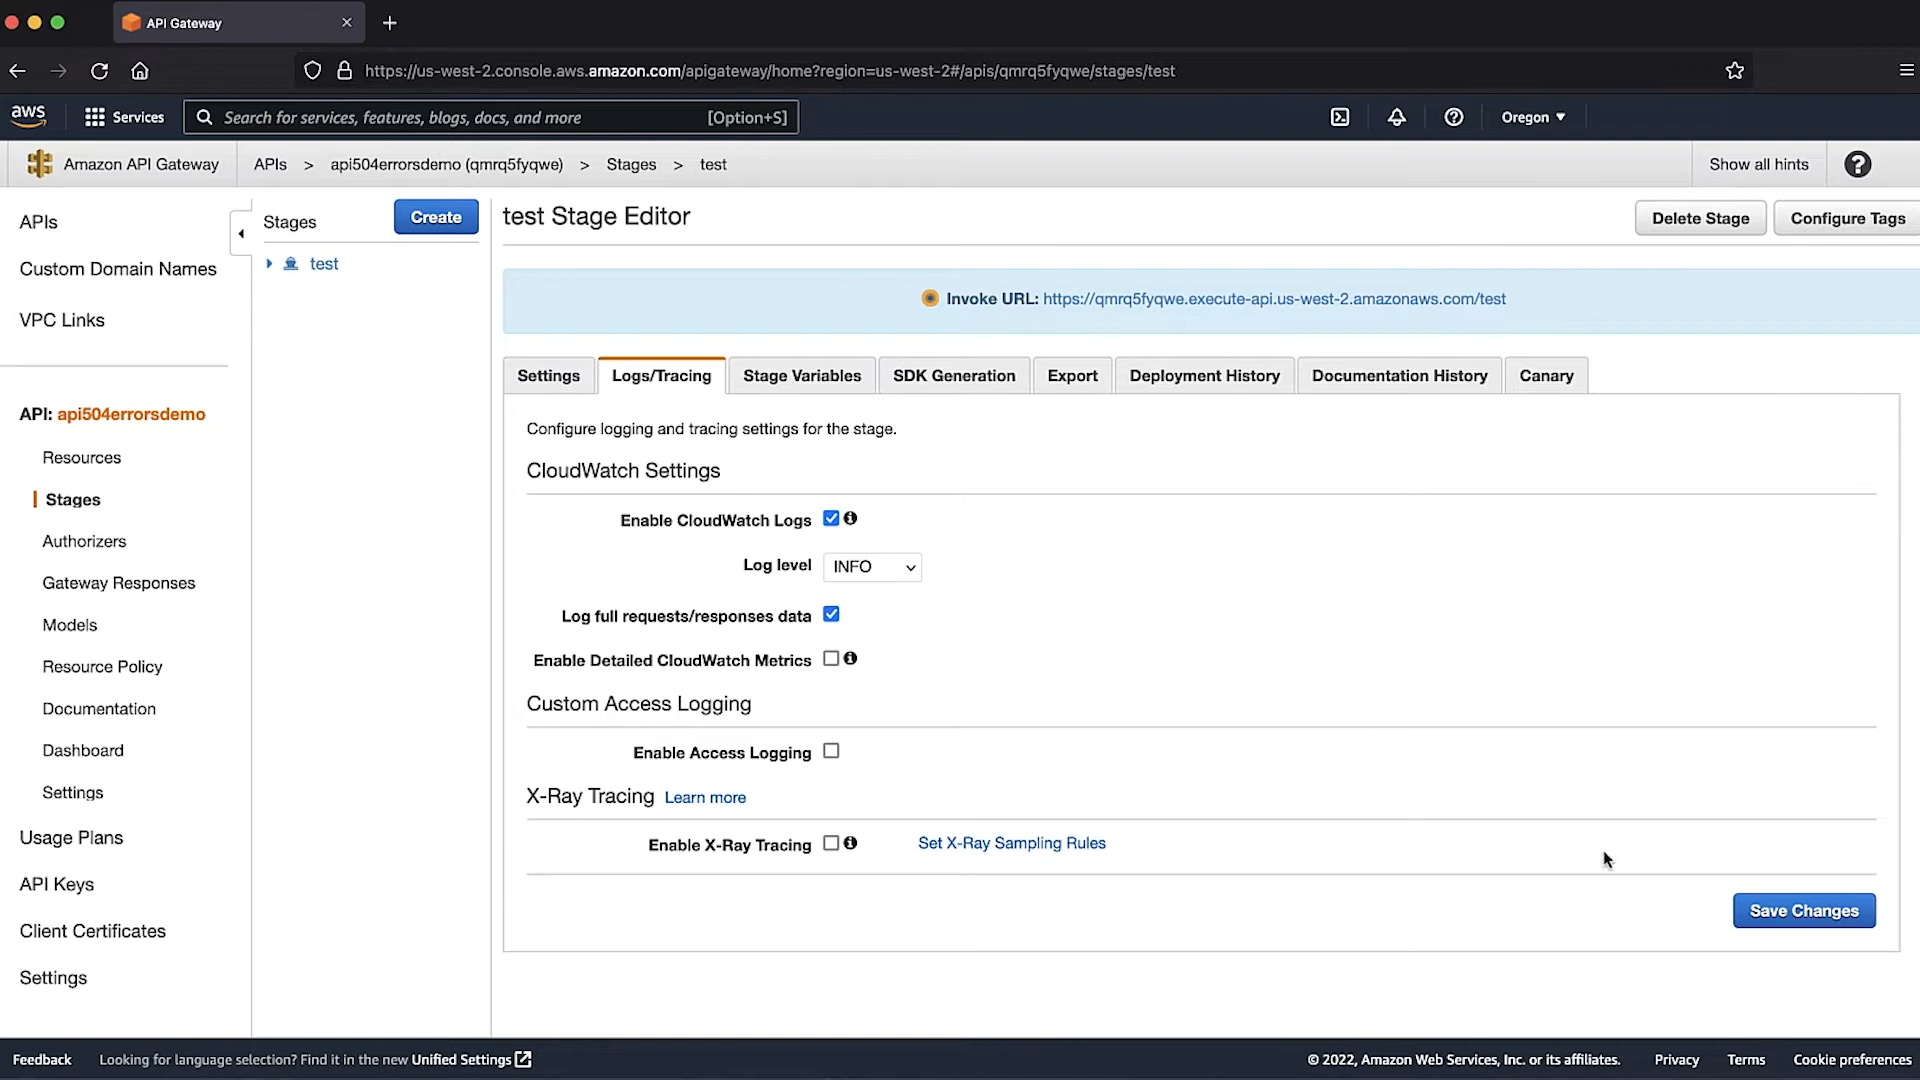 API Gateway
https://us-west-2.console.aws.amazon.com/apigateway/home?region=us-west-2#/apis/qmrq5fyqwe/stages/test
aws Services Search for services, features, blogs, docs, and more [Option+S] Oregon
Amazon API Gateway APIs > api504errorsdemo (qmrq5fyqwe) > Stages > test Show all hints
APIs
Custom Domain Names
VPC Links
API: api504errorsdemo
Resources
Stages
Authorizers
Gateway Responses
Models
Resource Policy
Documentation
Dashboard
Settings
Usage Plans
API Keys
Client Certificates
Settings
Stages Create
test
test Stage Editor Delete Stage Configure Tags
Invoke URL: https://qmrq5fyqwe.execute-api.us-west-2.amazonaws.com/test
Settings Logs/Tracing Stage Variables SDK Generation Export Deployment History Documentation History Canary
Configure logging and tracing settings for the stage.
CloudWatch Settings
Enable CloudWatch Logs
Log level INFO
Log full requests/responses data
Enable Detailed CloudWatch Metrics
Custom Access Logging
Enable Access Logging
X-Ray Tracing Learn more
Enable X-Ray Tracing Set X-Ray Sampling Rules
Save Changes
Feedback Looking for language selection? Find it in the new Unified Settings © 2022, Amazon Web Services, Inc. or its affiliates. Privacy Terms Cookie preferences